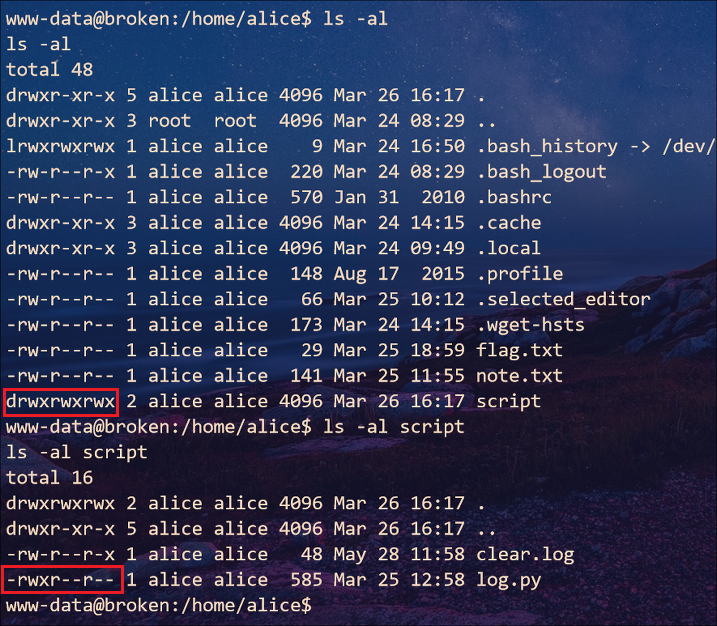 www-data@broken:/home/alice$ ls -al
ls -al
total 48
drwxr-xr-x 5 alice alice 4096 Mar 26 16:17 .
drwxr-xr-x 3 root  root  4096 Mar 24 08:29 ..
lrwxrwxrwx 1 alice alice    9 Mar 24 16:50 .bash_history -> /dev/
-rw-r--r-x 1 alice alice  220 Mar 24 08:29 .bash_logout
-rw-r--r-- 1 alice alice  570 Jan 31  2010 .bashrc
drwxr-xr-x 3 alice alice 4096 Mar 24 14:15 .cache
drwxr-xr-x 3 alice alice 4096 Mar 24 09:49 .local
-rw-r--r-- 1 alice alice  148 Aug 17  2015 .profile
-rw-r--r-- 1 alice alice   66 Mar 25 10:12 .selected_editor
-rw-r--r-- 1 alice alice  173 Mar 24 14:15 .wget-hsts
-rw-r--r-- 1 alice alice   29 Mar 25 18:59 flag.txt
-rw-r--r-- 1 alice alice  141 Mar 25 11:55 note.txt
drwxrwxrwx 2 alice alice 4096 Mar 26 16:17 script
www-data@broken:/home/alice$ ls -al script
ls -al script
total 16
drwxrwxrwx 2 alice alice 4096 Mar 26 16:17 .
drwxr-xr-x 5 alice alice 4096 Mar 26 16:17 ..
-rw-r--r-x 1 alice alice   48 May 28 11:58 clear.log
-rwxr--r-- 1 alice alice  585 Mar 25 12:58 log.py
www-data@broken:/home/alice$